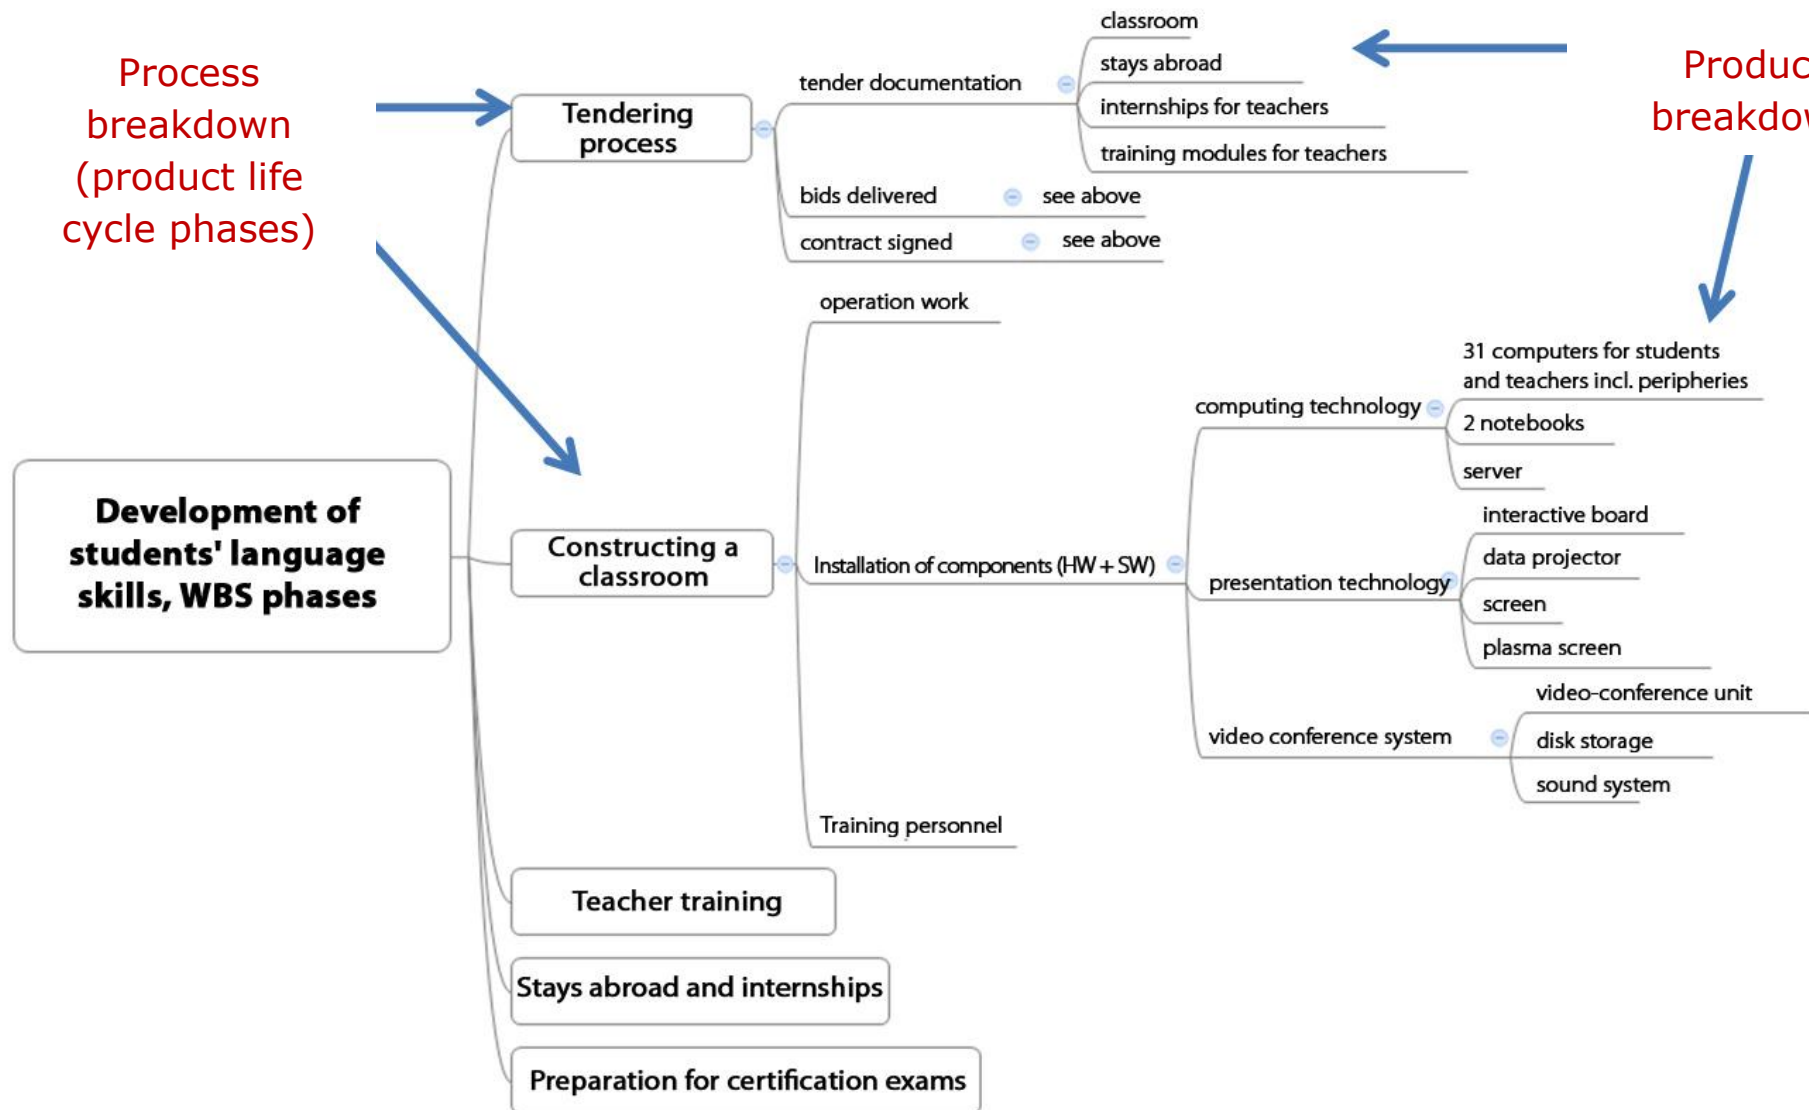 Process
breakdown
(product life
cycle phases)
Produc
breakdow
Development of
students' language
skills, WBS phases
Tendering
process
tender documentation
classroom
stays abroad
internships for teachers
training modules for teachers
bids delivered
see above
contract signed
see above
Constructing a
classroom
operation work
Installation of components (HW + SW)
computing technology
31 computers for students
and teachers incl. peripheries
2 notebooks
server
presentation technology
interactive board
data projector
screen
plasma screen
video conference system
video-conference unit
disk storage
sound system
Training personnel
Teacher training
Stays abroad and internships
Preparation for certification exams